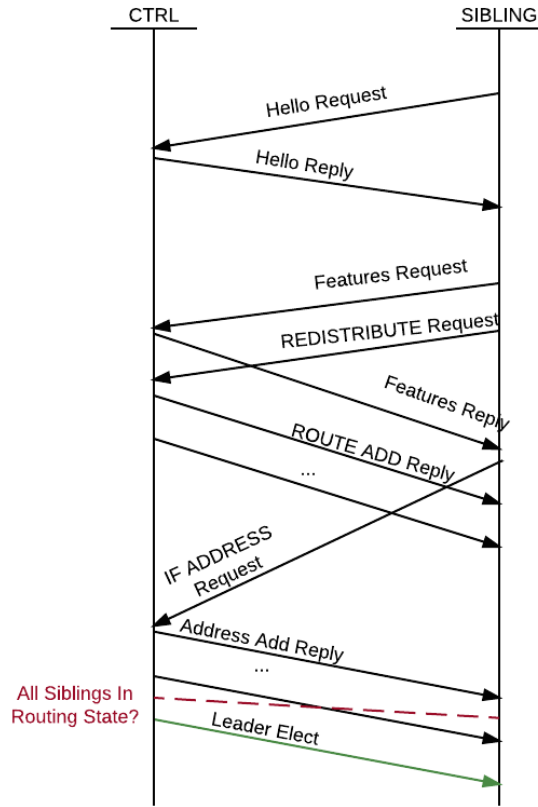 CTRL
SIBLING
Hello Request
Hello Reply
Features Request
REDISTRIBUTE Request
Features Reply
ROUTE ADD Reply
...
IF ADDRESS
Request
Address Add Reply
...
All Siblings In
Routing State?
Leader Elect